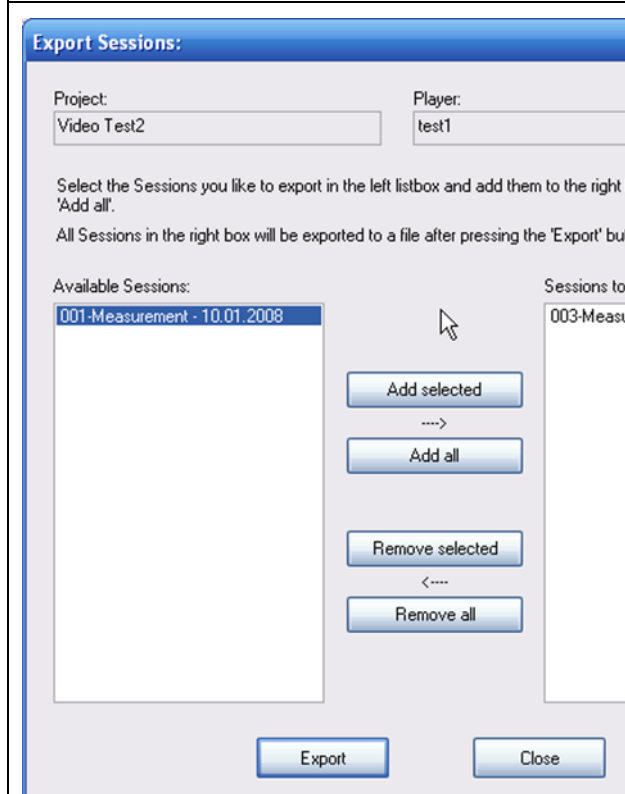 Export Sessions:
Project:
Player:
Video Test2
test1
Select the Sessions you like to export in the left listbox and add them to the right
'Add all'.
All Sessions in the right box will be exported to a file after pressing the 'Export'
Available Sessions:
Sessions to
001-Measurement - 10.01.2008
Add selected
---->
Add all
Remove selected
<----
Remove all
Export
Close